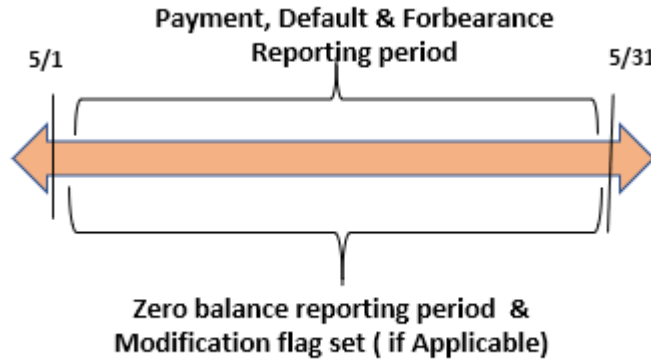 Payment, Default & Forbearance
Reporting period
5/1
5/31
Zero balance reporting period &
Modification flag set ( if Applicable)